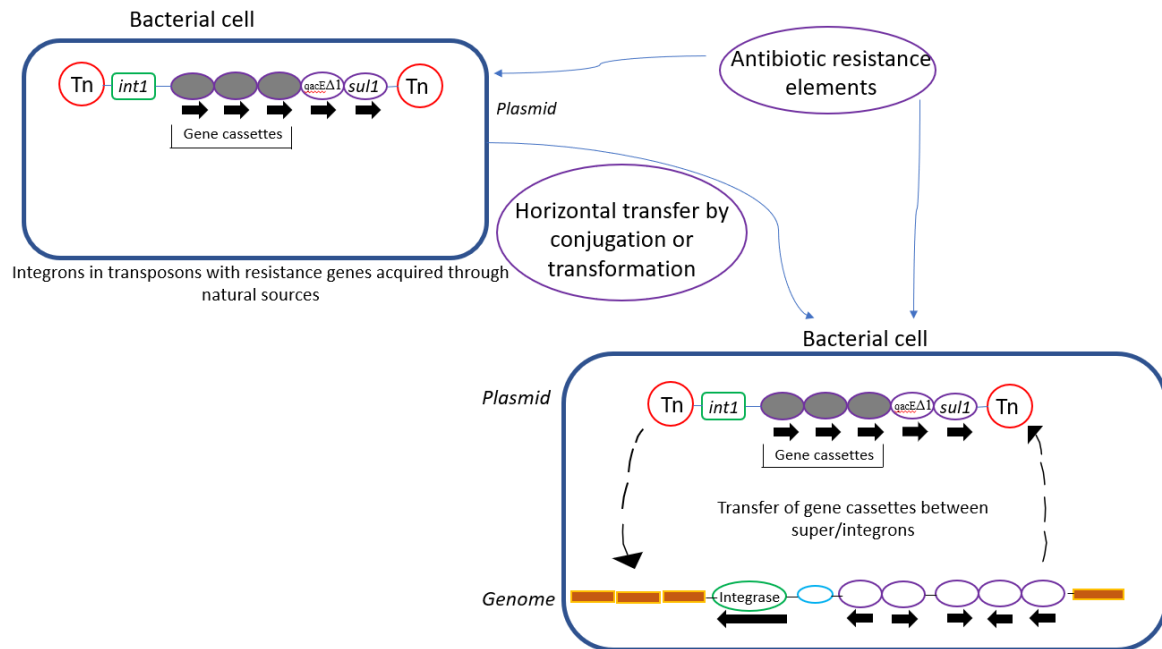 Bacterial cell
Tn
int1
qacEΔ1
sul1
Tn
Gene cassettes
Plasmid
Antibiotic resistance
elements
Horizontal transfer by
conjugation or
transformation
Integrons in transposons with resistance genes acquired through
natural sources
Bacterial cell
Plasmid
Tn
int1
qacEΔ1
sul1
Tn
Gene cassettes
Transfer of gene cassettes between
super/integrons
Genome
Integrase